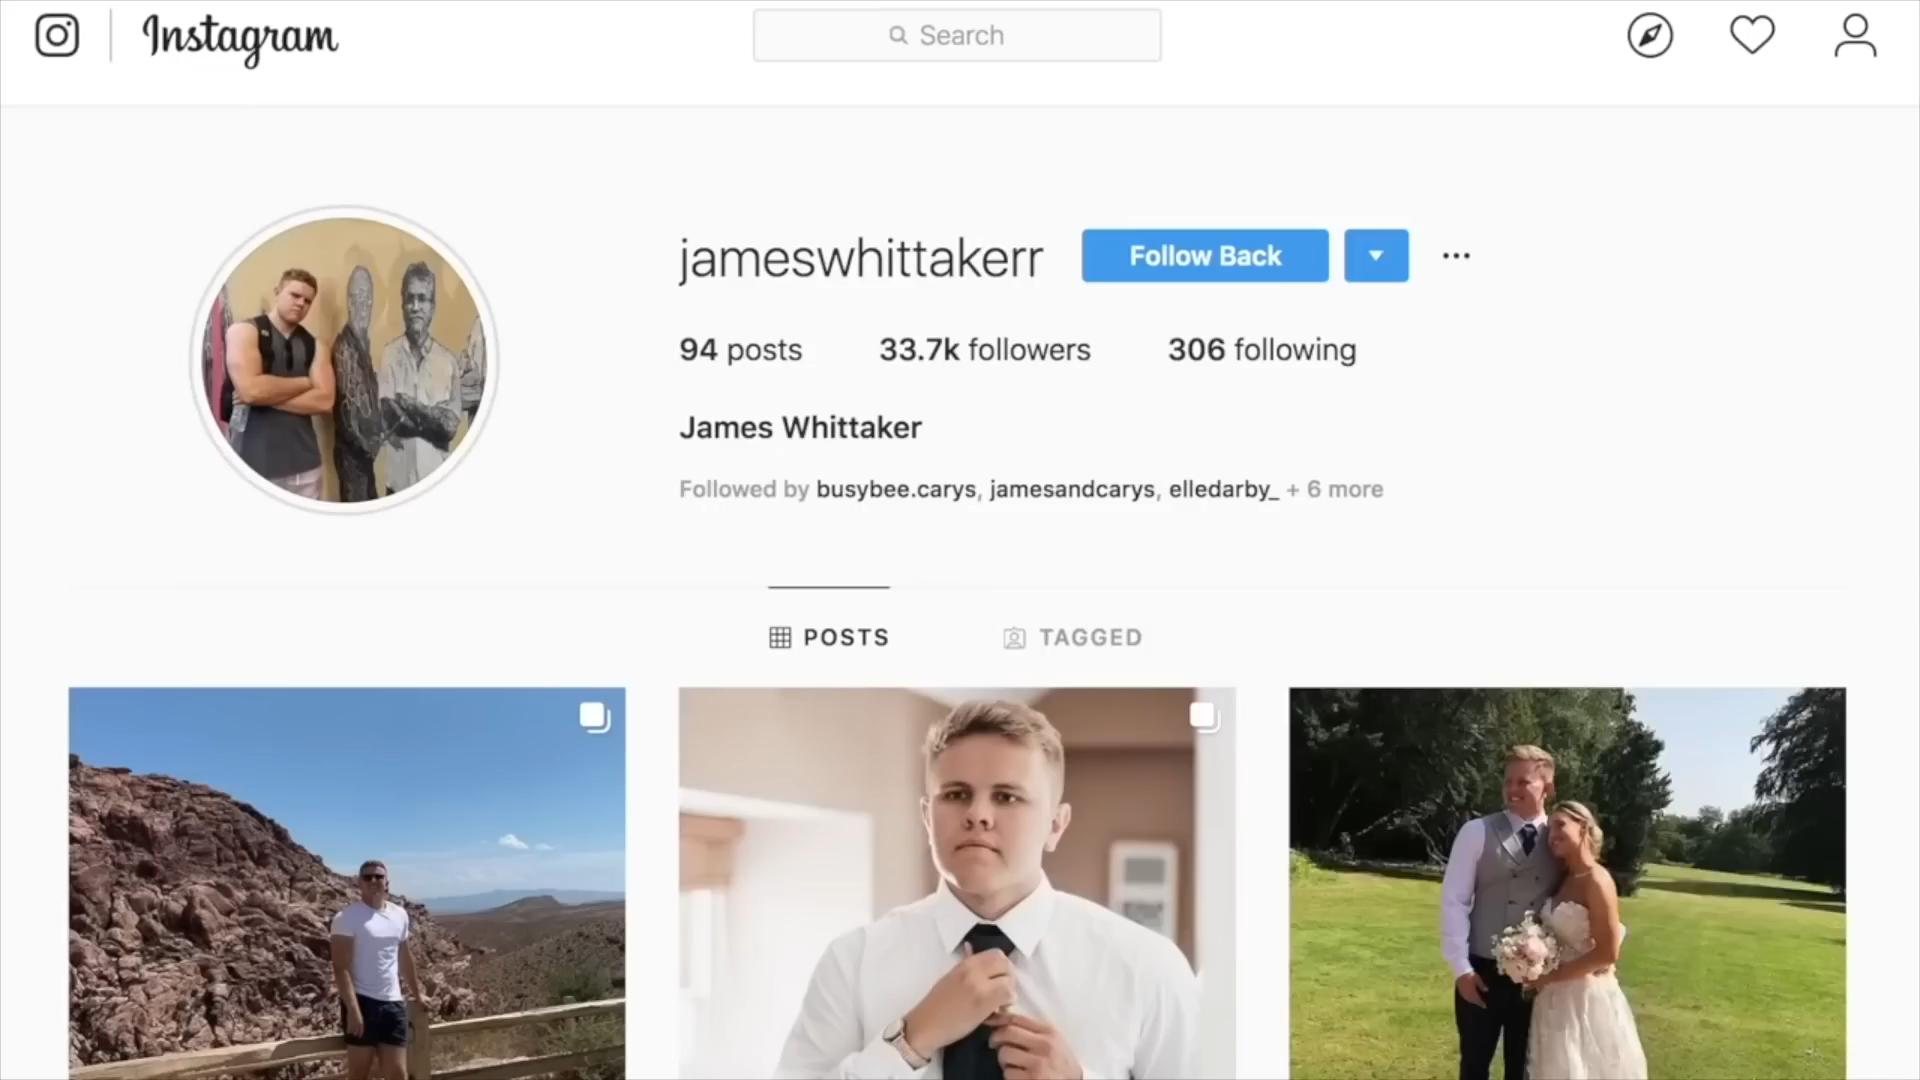 Instagram
Search
jameswhittakerr
Follow Back
94 posts 33.7k followers 306 following
James Whittaker
Followed by busybee.carys, jamesandcarys, elledarby_ + 6 more
POSTS TAGGED